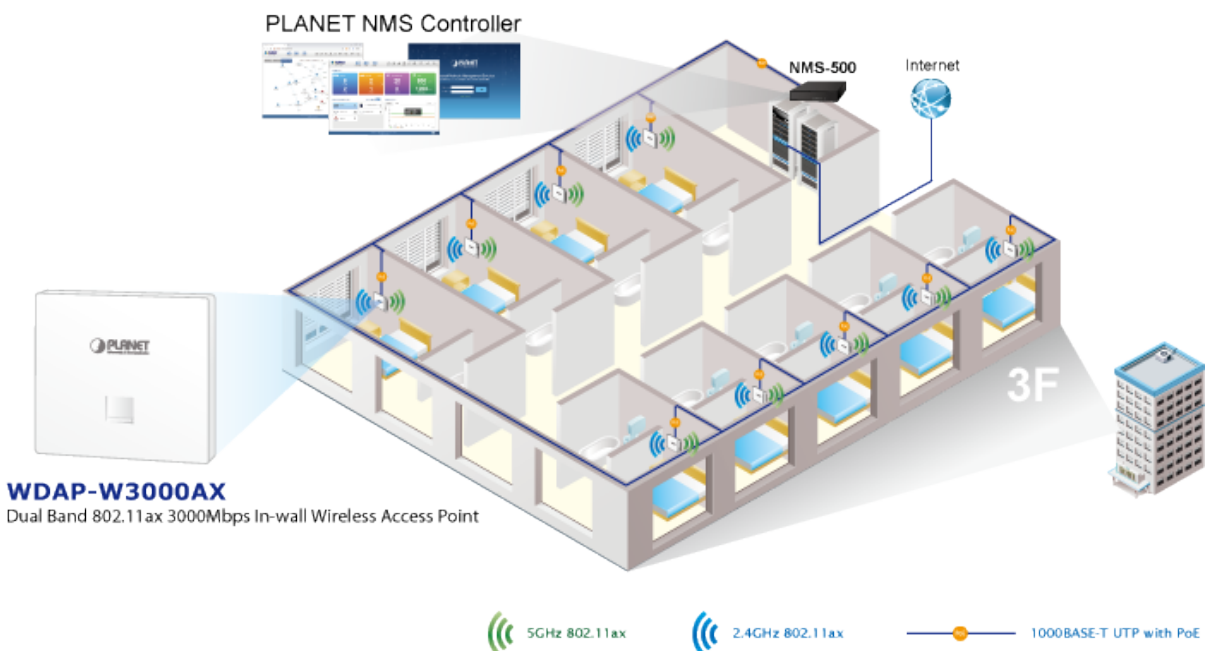 PLANET NMS Controller
NMS-500
Internet
PLANET
3F
WDAP-W3000AX
Dual Band 802.11ax 3000Mbps In-wall Wireless Access Point
5GHz 802.11ax
2.4GHz 802.11ax
1000BASE-T UTP with PoE